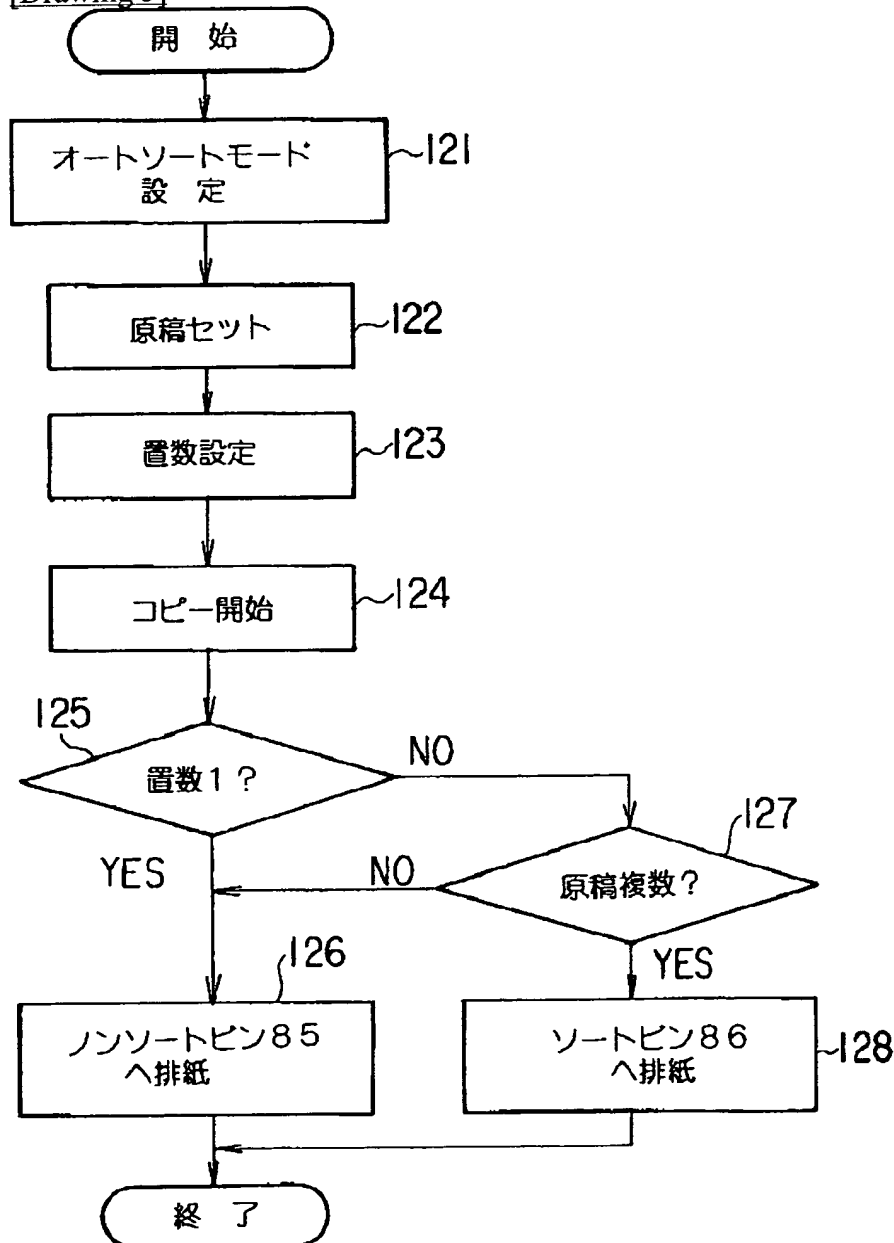 開 始
オートソートモード
設 定
121
原稿セット
122
置数設定
123
コピー開始
124
125
置数1?
NO
YES
127
原稿複数?
NO
YES
126
ノンソートビン85
へ排紙
ソートビン86
へ排紙
128
終 了